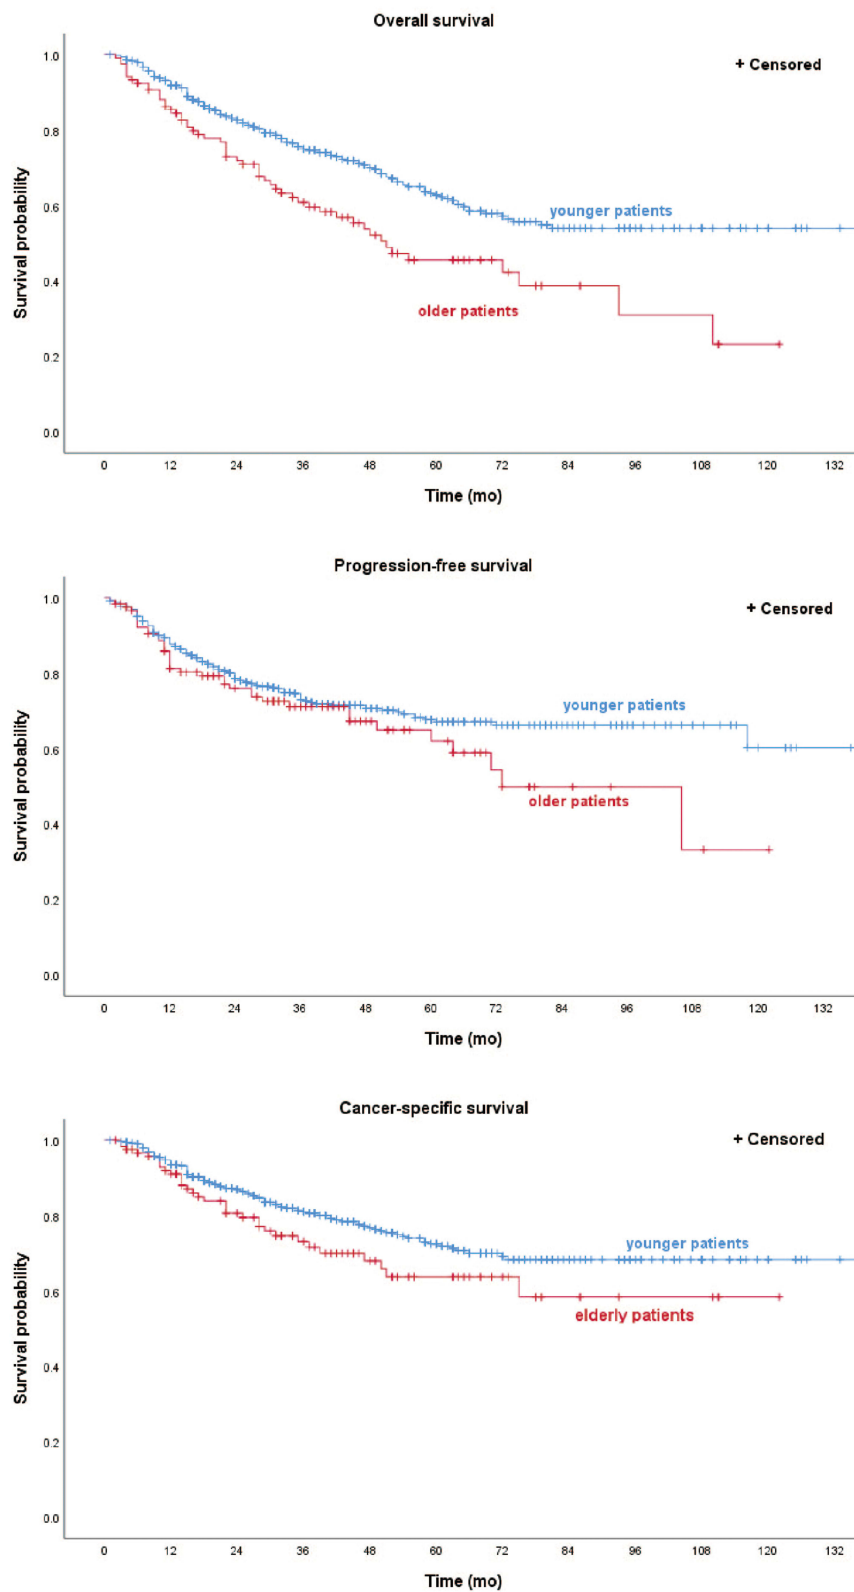 Overall survival
1.0
+ Censored
0.8
younger patients
0.6
Survival probability
0.4
older patients
0.2
0.0
0 12 24 36 48 60 72 84 96 108 120 132
Time (mo)
Progression-free survival
1.0
+ Censored
0.8
younger patients
0.6
Survival probability
older patients
0.4
0.2
0.0
0 12 24 36 48 60 72 84 96 108 120 132
Time (mo)
Cancer-specific survival
1.0
+ Censored
0.8
younger patients
0.6
Survival probability
elderly patients
0.4
0.2
0.0
0 12 24 36 48 60 72 84 96 108 120 132
Time (mo)